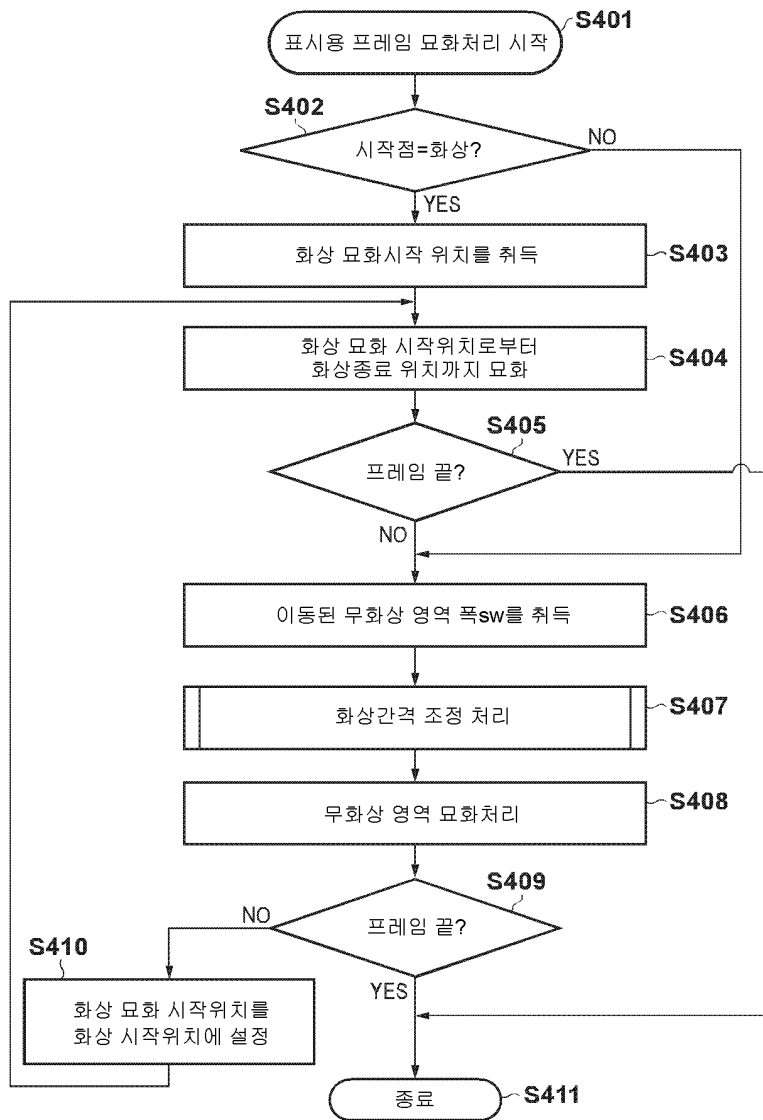 표시용 프레임 묘화처리 시작
S401
S402
시작점=화상?
NO
YES
화상 묘화시작 위치를 취득
S403
화상 묘화 시작위치로부터
화상종료 위치까지 묘화
S404
S405
프레임 끝?
YES
NO
이동된 무화상 영역 폭sw를 취득
S406
화상간격 조정 처리
S407
무화상 영역 묘화처리
S408
S409
프레임 끝?
NO
YES
S410
화상 묘화 시작위치를
화상 시작위치에 설정
종료
S411